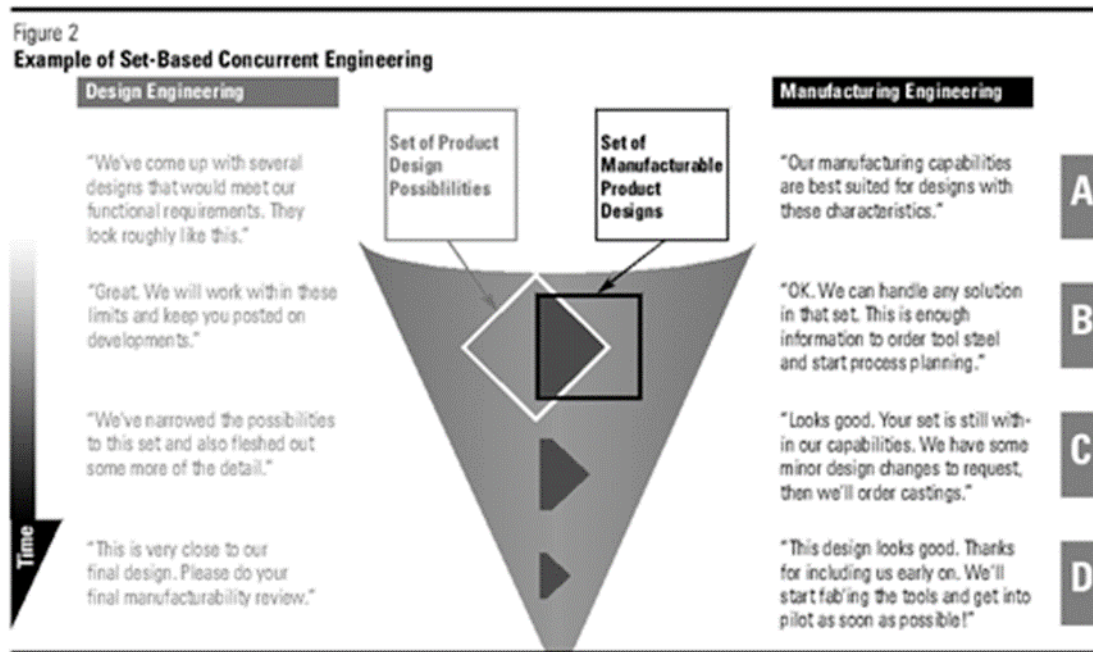 Figure 2
Example of Set-Based Concurrent Engineering
Design Engineering
Manufacturing Engineering
Set of Product
Design
Possiblilities
Set of
Manufacturable
Product
Designs
"We've come up with several
designs that would meet our
functional requirements. They
look roughly like this."
"Our manufacturing capabilities
are best suited for designs with
these characteristics."
A
"Great. We will work within these
limits and keep you posted on
developments."
"OK. We can handle any solution
in that set. This is enough
information to order tool steel
and start process planning."
B
"We've narrowed the possibilities
to this set and also fleshed out
some more of the detail."
"Looks good. Your set is still with-
in our capabilities. We have some
minor design changes to request,
then we'll order castings."
C
Time
"This is very close to our
final design. Please do your
final manufacturability review."
"This design looks good. Thanks
for including us early on. We'll
start fab'ing the tools and get into
pilot as soon as possible!"
D